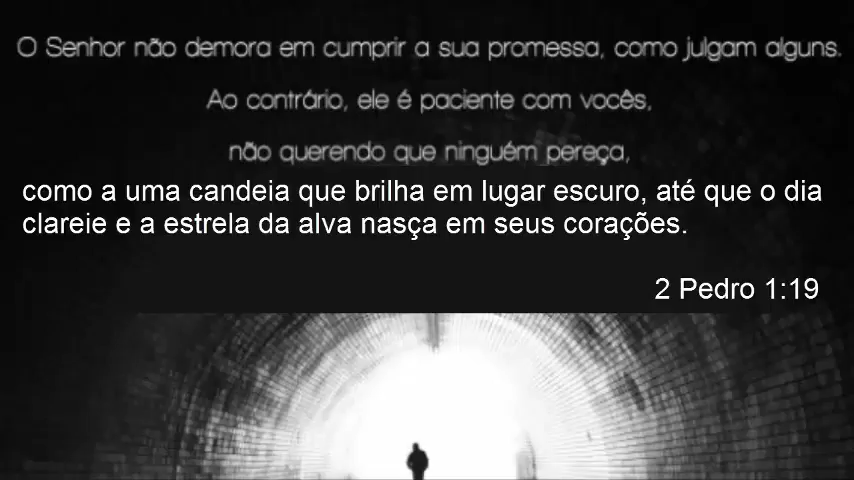 O Senhor não demora em cumprir a sua promessa, como julgam alguns.
Ao contrário, ele é paciente com vocês,
não querendo que ninguém pereça,
como a uma candeia que brilha em lugar escuro, até que o dia
clareie e a estrela da alva nasça em seus corações.
2 Pedro 1:19